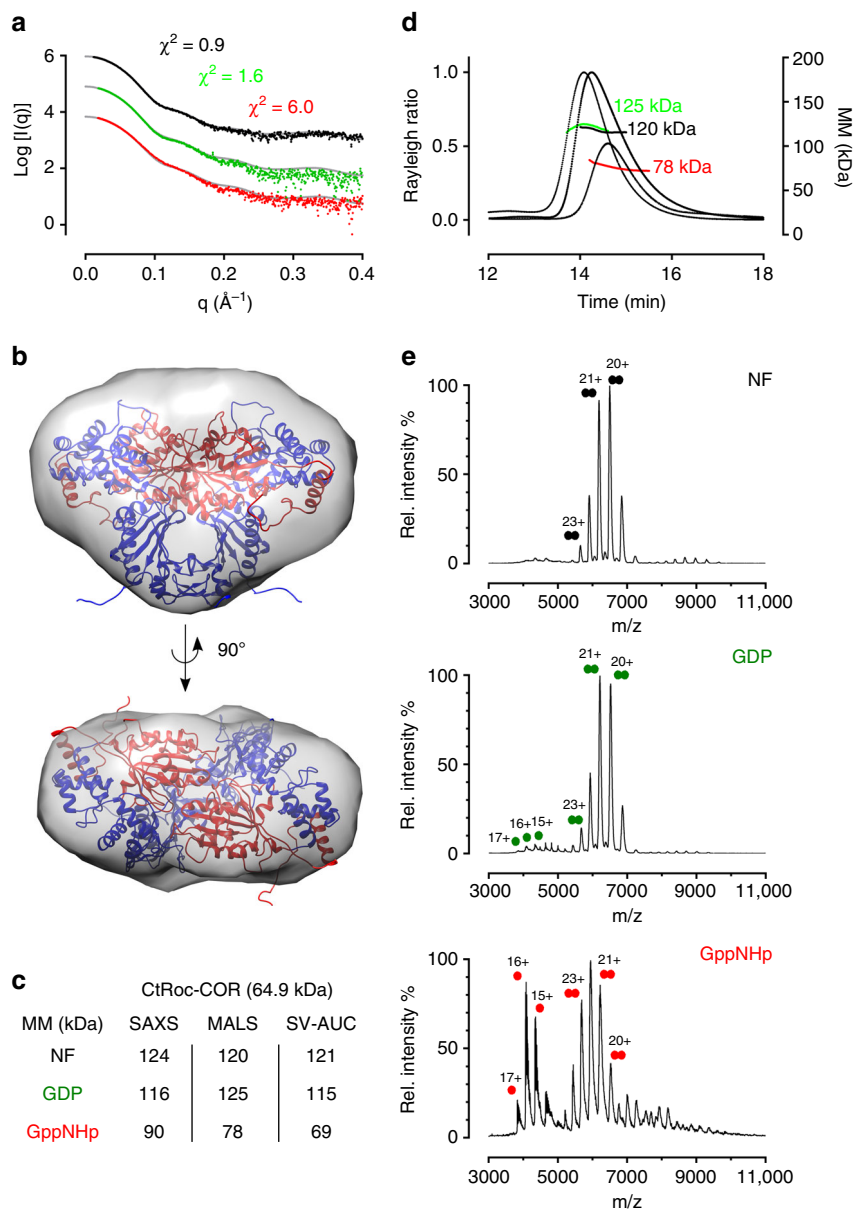 a
χ² = 0.9
χ² = 1.6
χ² = 6.0
6
4
2
0
Log [I(q)]
0.0 0.1 0.2 0.3 0.4
q (Å⁻¹)
b
90°
c
CtRoc-COR (64.9 kDa)
MM (kDa) SAXS MALS SV-AUC
NF 124 120 121
GDP 116 125 115
GppNHp 90 78 69
d
1.0
0.5
0.0
Rayleigh ratio
125 kDa
120 kDa
78 kDa
200
150
100
50
0
MM (kDa)
12 14 16 18
Time (min)
e
NF
20+
21+
23+
100
50
0
Rel. intensity %
3000 5000 7000 9000 11,000
m/z
GDP
21+
20+
23+
16+
15+
17+
100
50
0
Rel. intensity %
3000 5000 7000 9000 11,000
m/z
GppNHp
16+
21+
23+
15+
20+
17+
100
50
0
Rel. intensity %
3000 5000 7000 9000 11,000
m/z